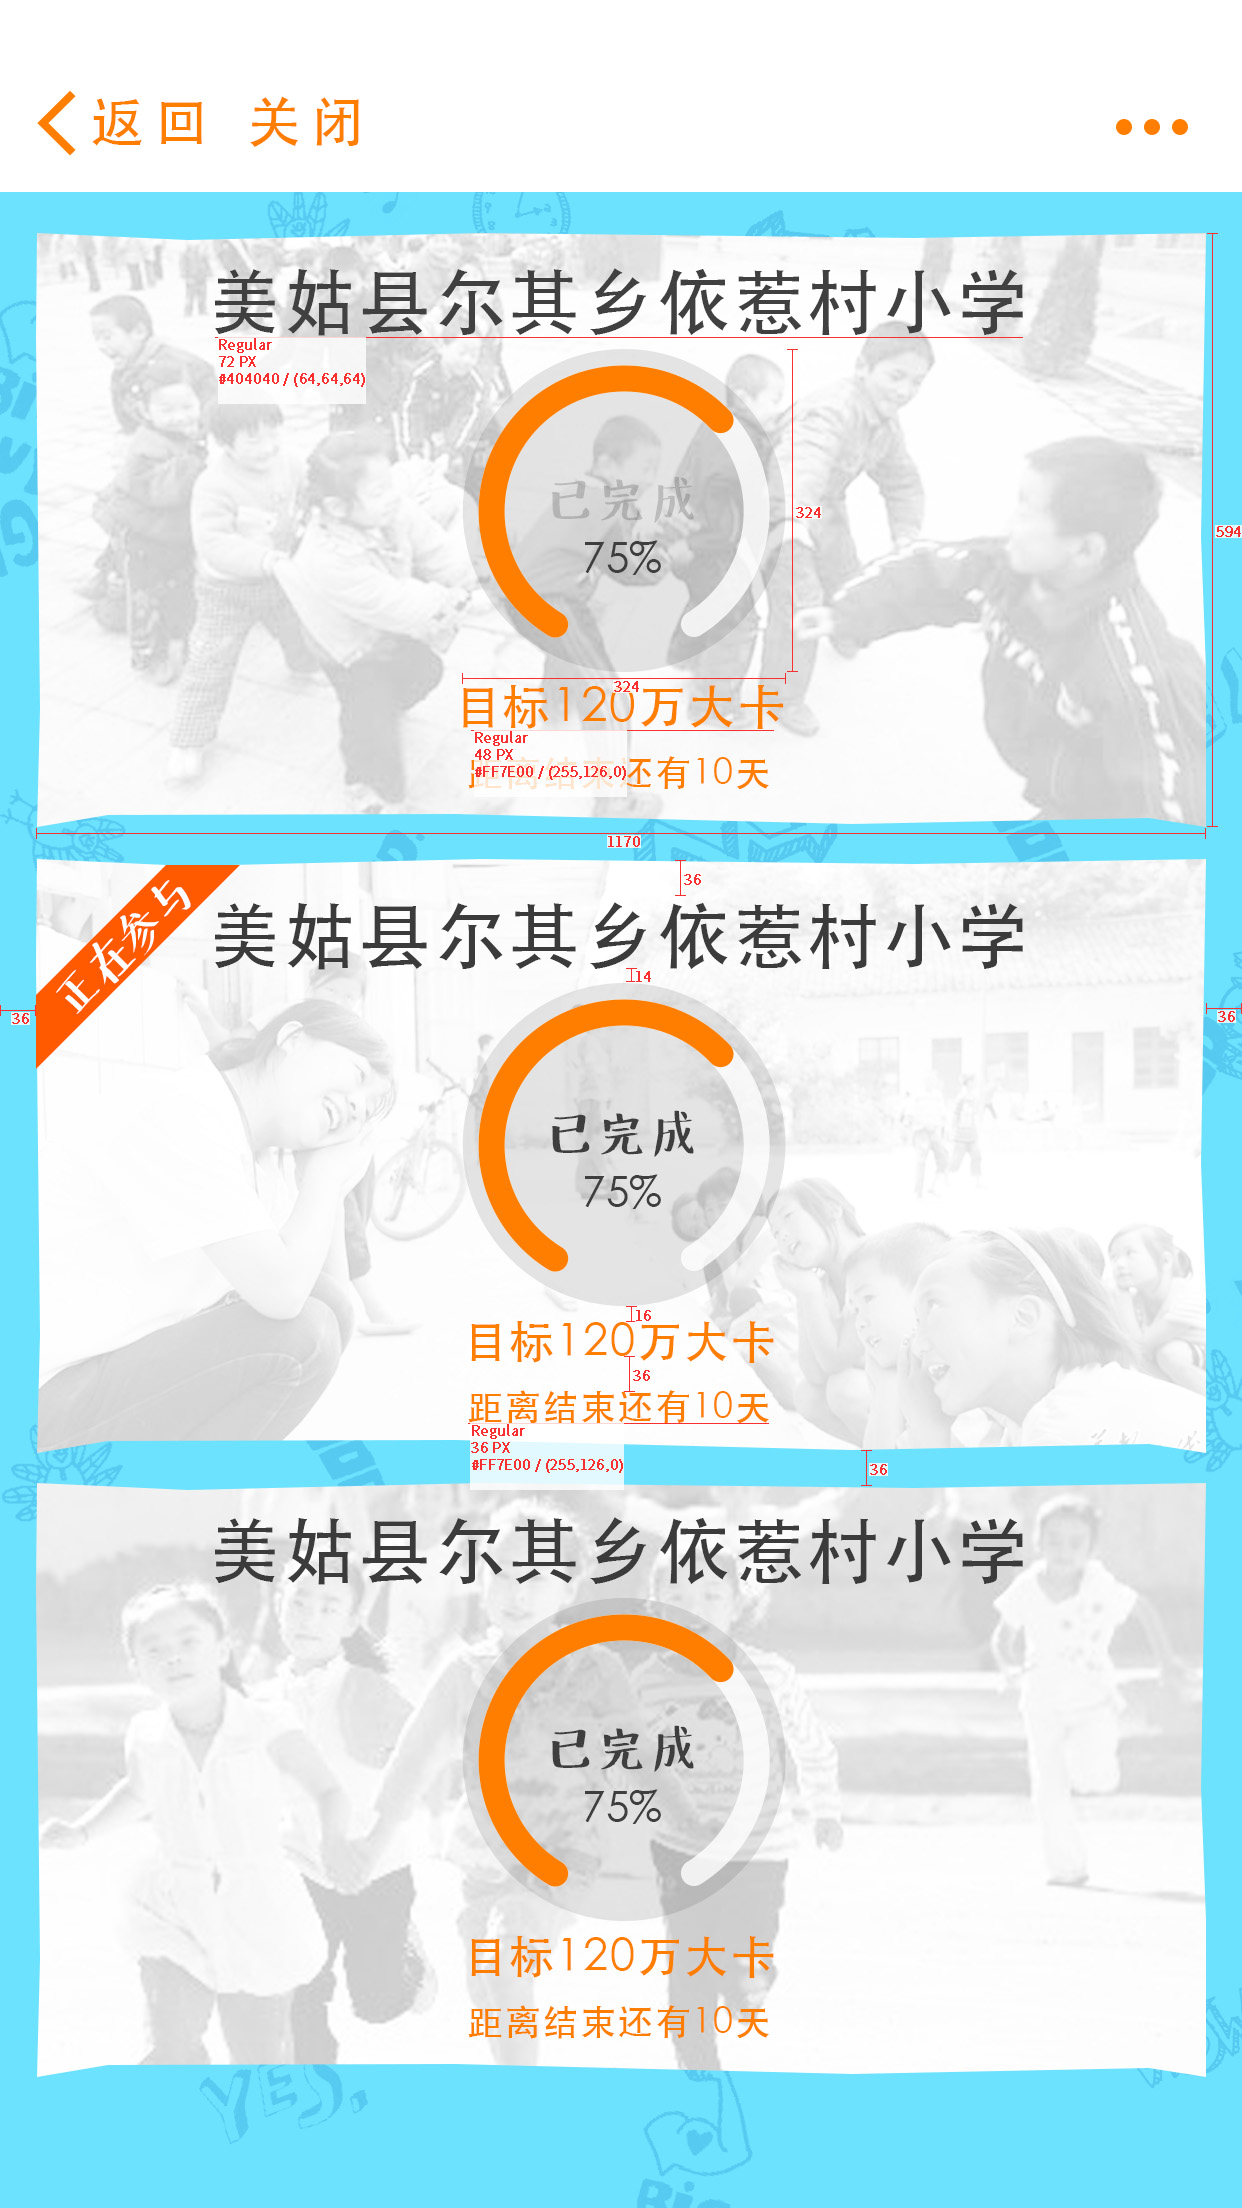 返回 关闭
美姑县尔其乡依惹村小学
Regular
72 PX
#404040 / (64,64,64)
已完成
75%
324
594
324
目标120万大卡
Regular
48 PX
#FF7E00 / (255,126,0)
距离结束还有10天
1170
36
正在参与
美姑县尔其乡依惹村小学
14
36
36
已完成
75%
16
目标120万大卡
36
距离结束还有10天
Regular
36 PX
#FF7E00 / (255,126,0)
36
美姑县尔其乡依惹村小学
已完成
75%
目标120万大卡
距离结束还有10天
YES,